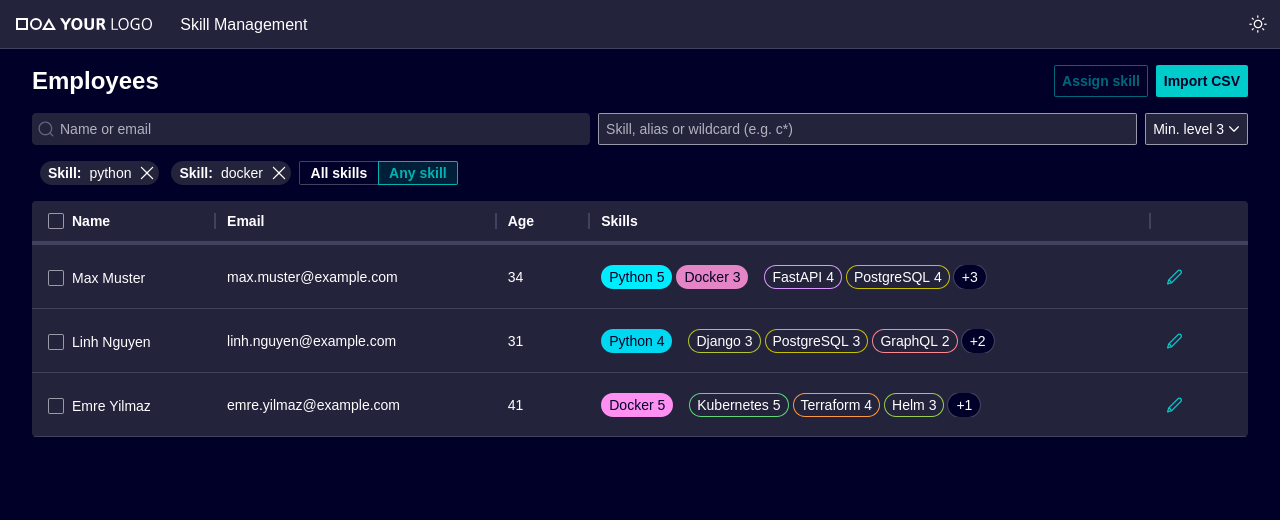 YOUR LOGO Skill Management
Employees Assign skill Import CSV
Name or email Skill, alias or wildcard (e.g. c*) Min. level 3
Skill: python Skill: docker All skills Any skill
Name Email Age Skills
Max Muster max.muster@example.com 34 Python 5 Docker 3 FastAPI 4 PostgreSQL 4 +3
Linh Nguyen linh.nguyen@example.com 31 Python 4 Django 3 PostgreSQL 3 GraphQL 2 +2
Emre Yilmaz emre.yilmaz@example.com 41 Docker 5 Kubernetes 5 Terraform 4 Helm 3 +1